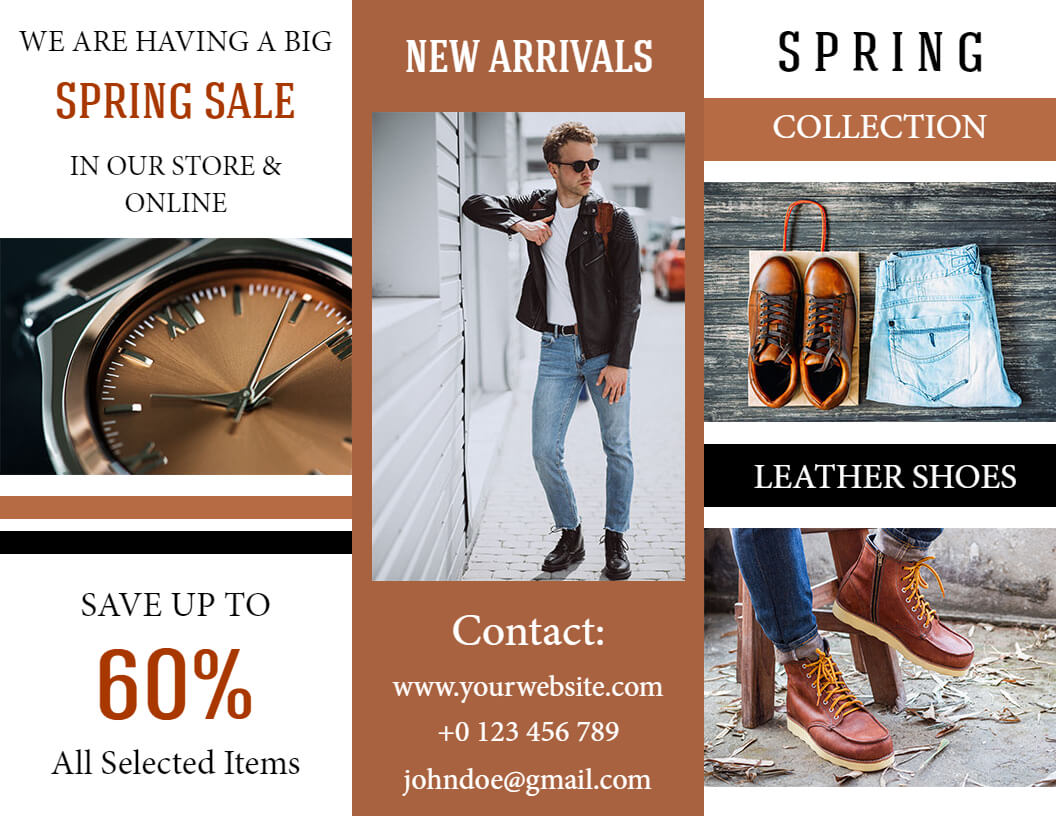 WE ARE HAVING A BIG
SPRING SALE
IN OUR STORE &
ONLINE
XII
SAVE UP TO
60%
All Selected Items
NEW ARRIVALS
Contact:
www.yourwebsite.com
+0 123 456 789
johndoe@gmail.com
SPRING
COLLECTION
LEATHER SHOES